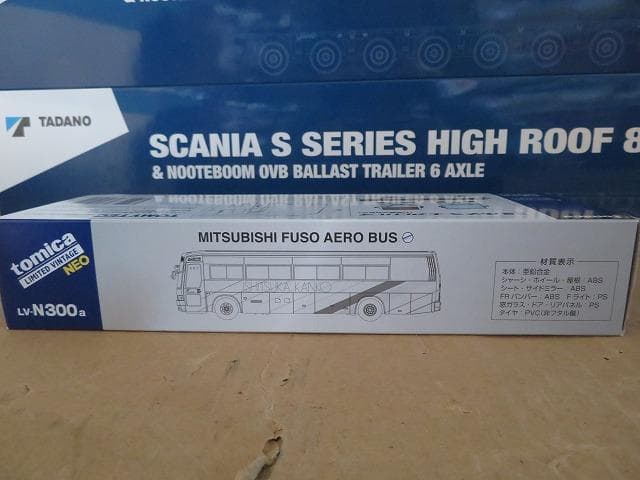 TADANO
SCANIA S SERIES HIGH ROOF 8
& NOOTEBOOM OVB BALLAST TRAILER 6 AXLE
tomica
LIMITED VINTAGE
NEO
LV-N300a
MITSUBISHI FUSO AERO BUS
SHIZUOKA KANKO
材質表示
本体：亜鉛合金
シャーシ・ホイール・屋根：ABS
シート・サイドミラー：ABS
FRバンパー：ABS Fライト：PS
窓ガラス・ドア・リアパネル：PS
タイヤ：PVC(非フタル酸)